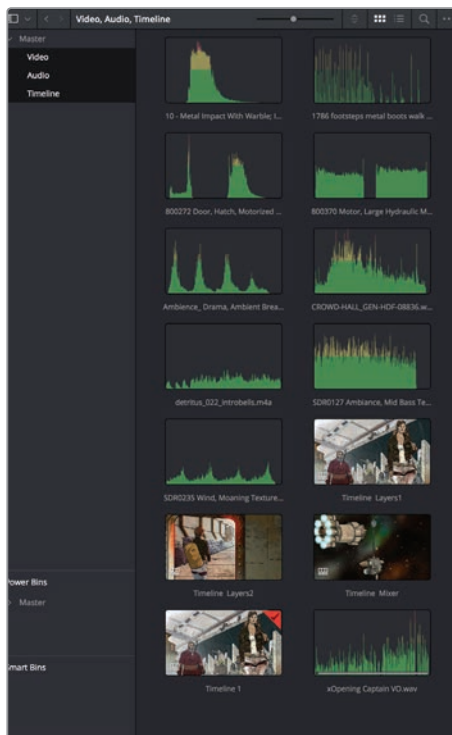 Video, Audio, Timeline
Master
Video
Audio
Timeline
10 - Metal Impact With Warble; I...
1786 footsteps metal boots walk ...
800272 Door, Hatch, Motorized ...
800370 Motor, Large Hydraulic M...
Ambience_ Drama, Ambient Brea...
CROWD-HALL_GEN-HDF-08836.w...
detritus_022_introbells.m4a
SDR0127 Ambiance, Mid Bass Te...
SDR0235 Wind, Moaning Texture...
Timeline Layers1
Timeline Layers2
Timeline Mixer
Power Bins
Master
Smart Bins
Timeline 1
xOpening Captain VO.wav